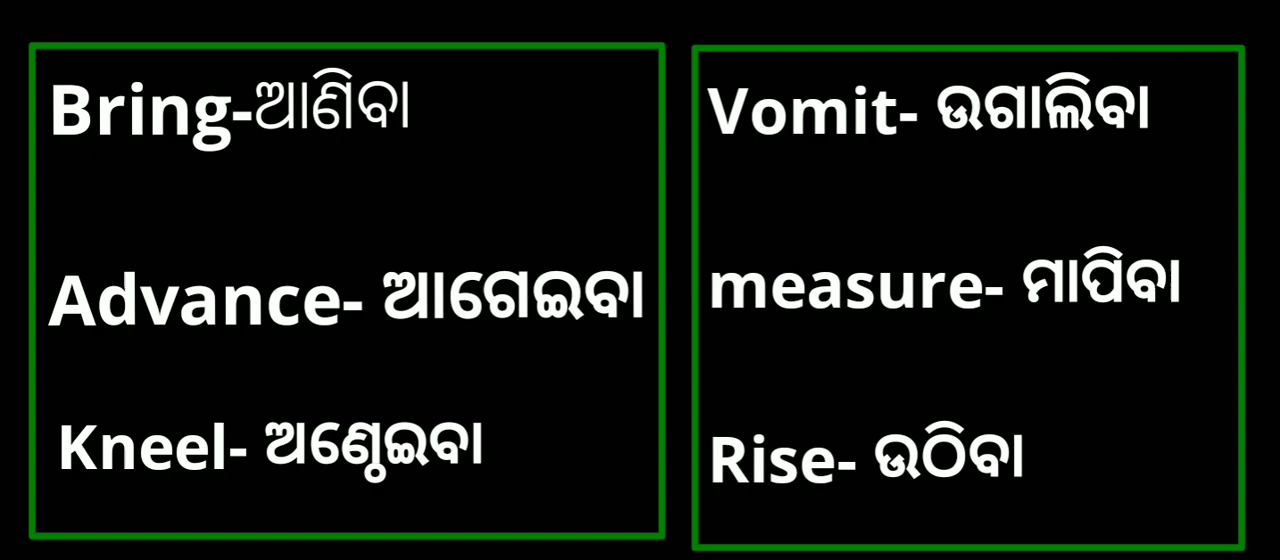 Bring-ଆଣିବା
Advance- ଆଗେଇବା
Kneel- ଅଣ୍ଠେଇବା
Vomit- ଉଗାଳିବା
measure- ମାପିବା
Rise- ଉଠିବା